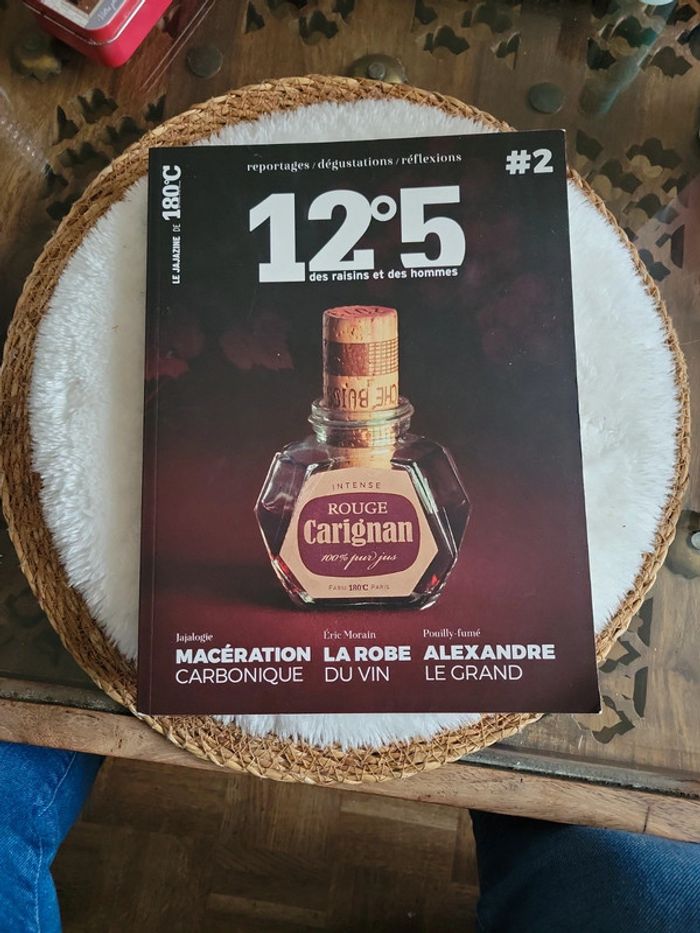 reportages / dégustations / réflexions
#2
LE JAJAZINE DE 180°C
12°5
des raisins et des hommes
INTENSE
ROUGE
Carignan
100% pur jus
FABRI 180°C PARIS
Jajalogie
MACÉRATION
CARBONIQUE
Éric Morain
LA ROBE
DU VIN
Pouilly-fumé
ALEXANDRE
LE GRAND